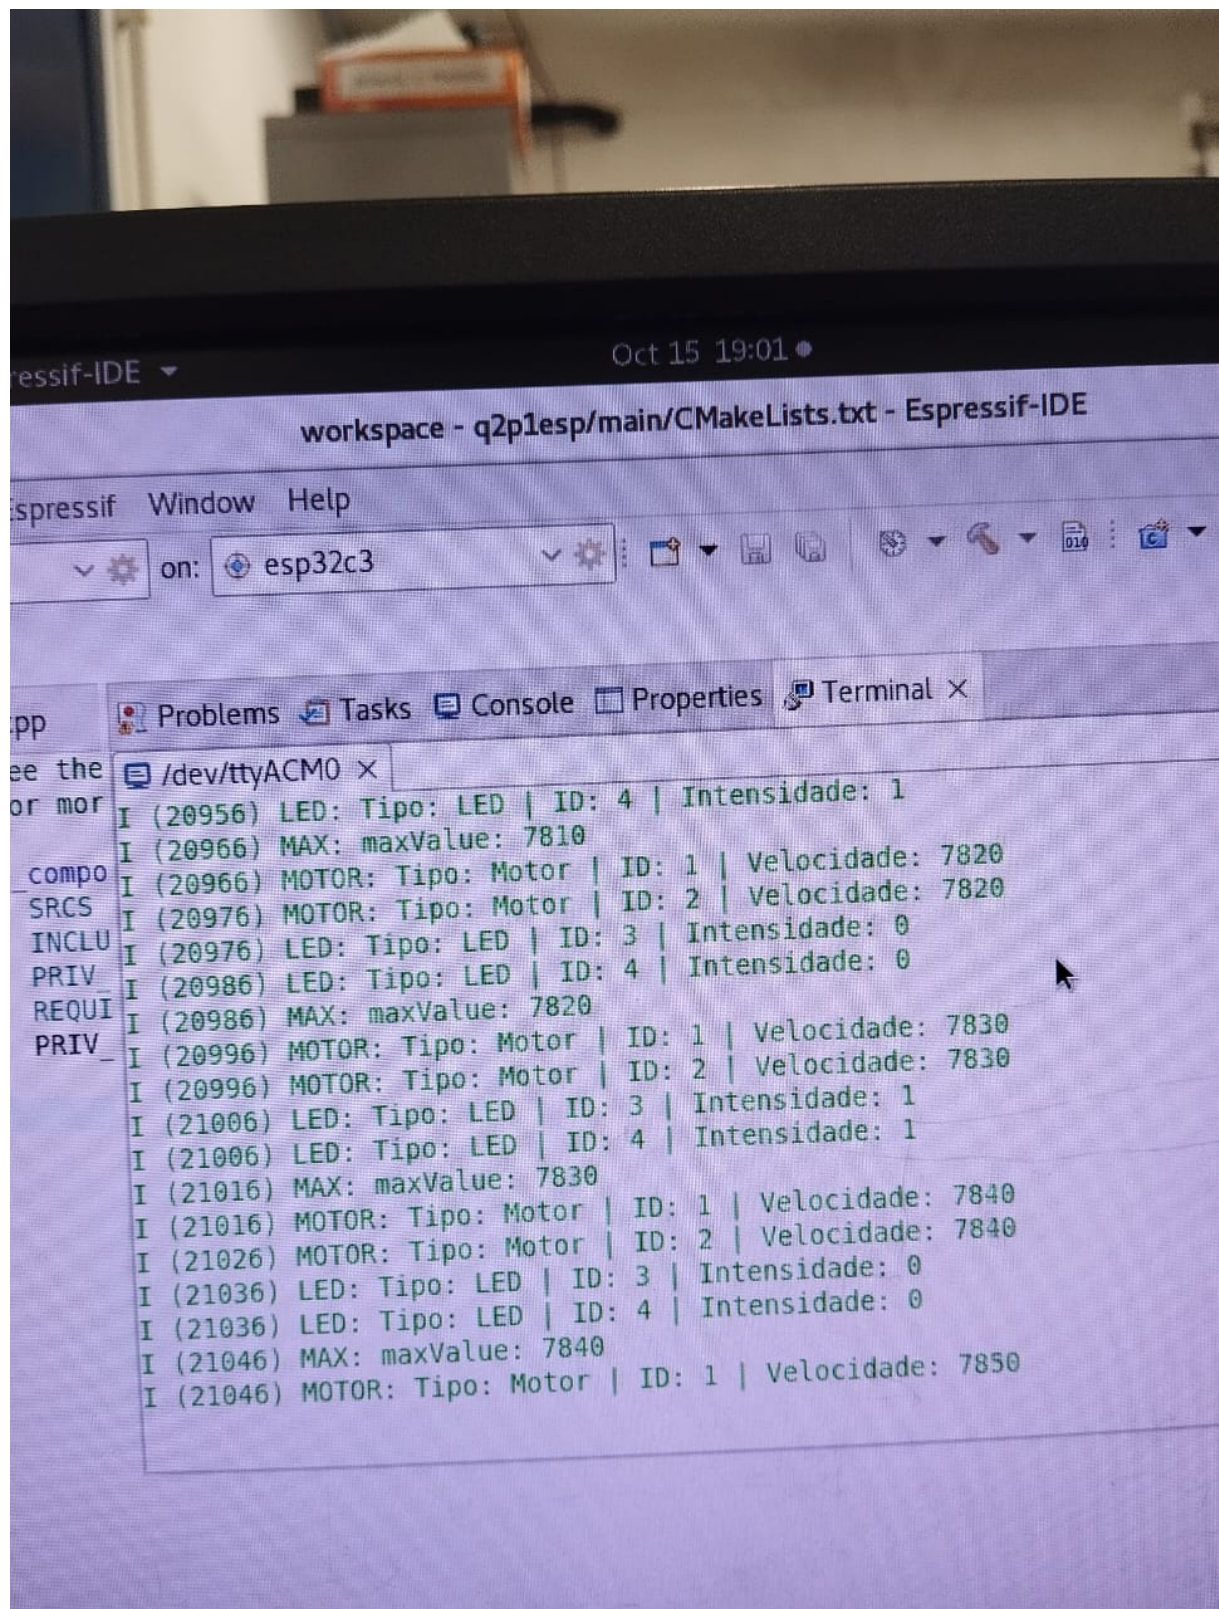 essif-IDE
Oct 15 19:01
workspace - q2p1esp/main/CMakeLists.txt - Espressif-IDE
spressif Window Help
on: esp32c3
010
C
pp Problems Tasks Console Properties Terminal
/dev/ttyACM0
ee the
or mor
_compo
SRCS
INCLU
PRIV_
REQUI
PRIV_
I (20956) LED: Tipo: LED | ID: 4 | Intensidade: 1
I (20966) MAX: maxValue: 7810
I (20966) MOTOR: Tipo: Motor | ID: 1 | Velocidade: 7820
I (20976) MOTOR: Tipo: Motor | ID: 2 | Velocidade: 7820
I (20976) LED: Tipo: LED | ID: 3 | Intensidade: 0
I (20986) LED: Tipo: LED | ID: 4 | Intensidade: 0
I (20986) MAX: maxValue: 7820
I (20996) MOTOR: Tipo: Motor | ID: 1 | Velocidade: 7830
I (20996) MOTOR: Tipo: Motor | ID: 2 | Velocidade: 7830
I (21006) LED: Tipo: LED | ID: 3 | Intensidade: 1
I (21006) LED: Tipo: LED | ID: 4 | Intensidade: 1
I (21016) MAX: maxValue: 7830
I (21016) MOTOR: Tipo: Motor | ID: 1 | Velocidade: 7840
I (21026) MOTOR: Tipo: Motor | ID: 2 | Velocidade: 7840
I (21036) LED: Tipo: LED | ID: 3 | Intensidade: 0
I (21036) LED: Tipo: LED | ID: 4 | Intensidade: 0
I (21046) MAX: maxValue: 7840
I (21046) MOTOR: Tipo: Motor | ID: 1 | Velocidade: 7850